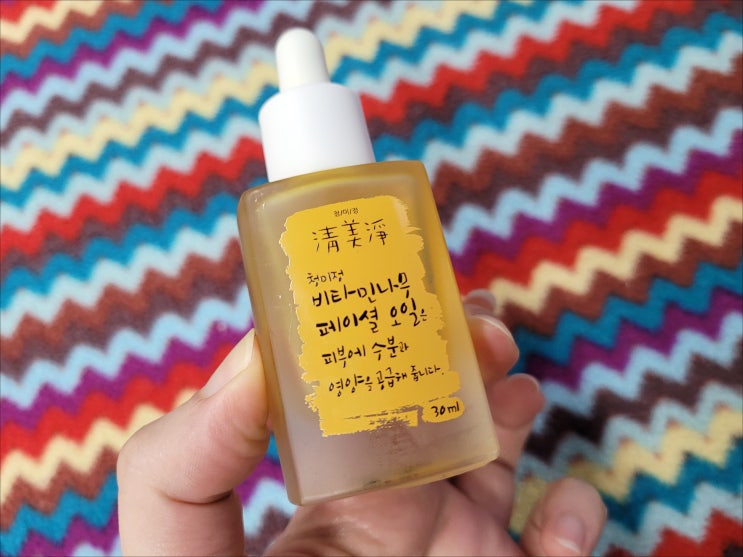 청/미/정
淸美淨
청미정
비타민나무
페이셜 오일은
피부에 수분과
영양을 공급해 줍니다.
30ml